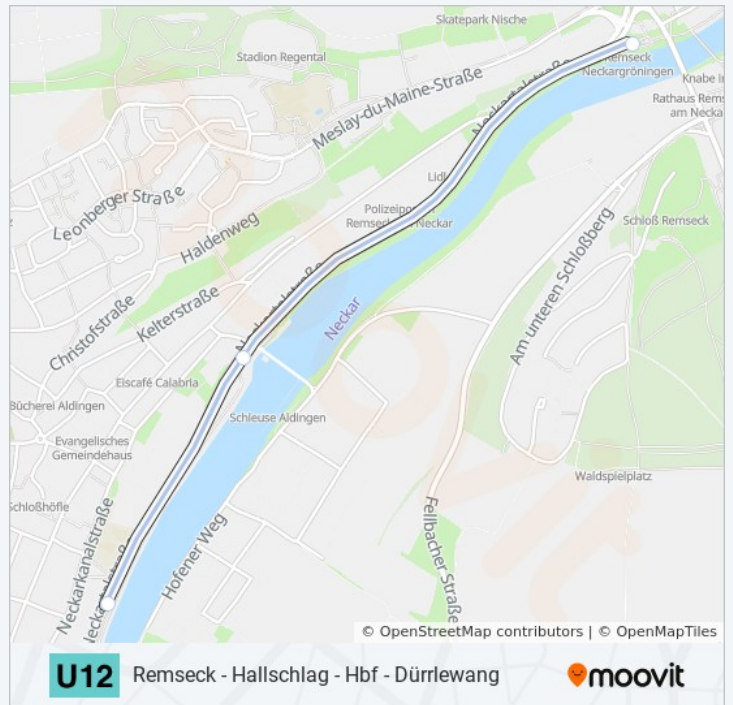 Skatepark Nische
Stadion Regental
Meslay-du-Maine-Straße
Neckartalstraße
Remseck
Neckargröningen
Knabe
Rathaus Rems
am Necka
Lidl
Leonberger Straße
Haldenweg
Remseck
Neckar
Schloß Remseck
Am unteren Schloßberg
Neckar
Christofstraße
Kelterstraße
Neckartalstraße
Eiscafé Calabria
Bücherei Aldingen
Schleuse Aldingen
Evangelisches
Gemeindehaus
Waldspielplatz
Schloßhöfle
Neckarkanalstraße
Hofener Weg
Fellbacher Straße
© OpenStreetMap contributors | © OpenMapTiles
U12 Remseck - Hallschlag - Hbf - Dürrlewang moovit